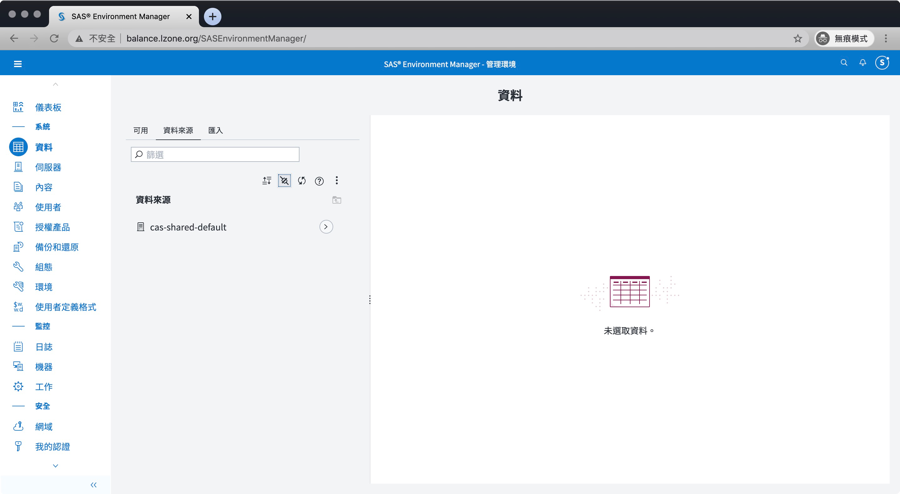 SAS® Environment Manager
不安全
balance.lzone.org/SASEnvironmentManager/
無痕模式
SAS® Environment Manager - 管理環境
S
儀表板
系統
資料
伺服器
內容
使用者
授權產品
備份和還原
組態
環境
使用者定義格式
監控
日誌
機器
工作
安全
網域
我的認證
資料
可用
資料來源
匯入
篩選
資料來源
cas-shared-default
未選取資料。